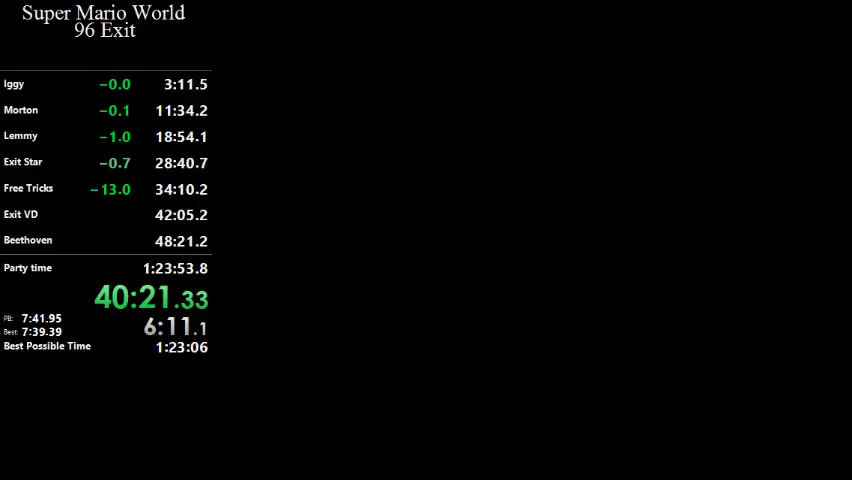 Super Mario World
96 Exit
Iggy −0.0 3:11.5
Morton −0.1 11:34.2
Lemmy −1.0 18:54.1
Exit Star −0.7 28:40.7
Free Tricks −13.0 34:10.2
Exit VD 42:05.2
Beethoven 48:21.2
Party time 1:23:53.8
40:21.33
PB: 7:41.95 6:11.1
Best: 7:39.39
Best Possible Time 1:23:06